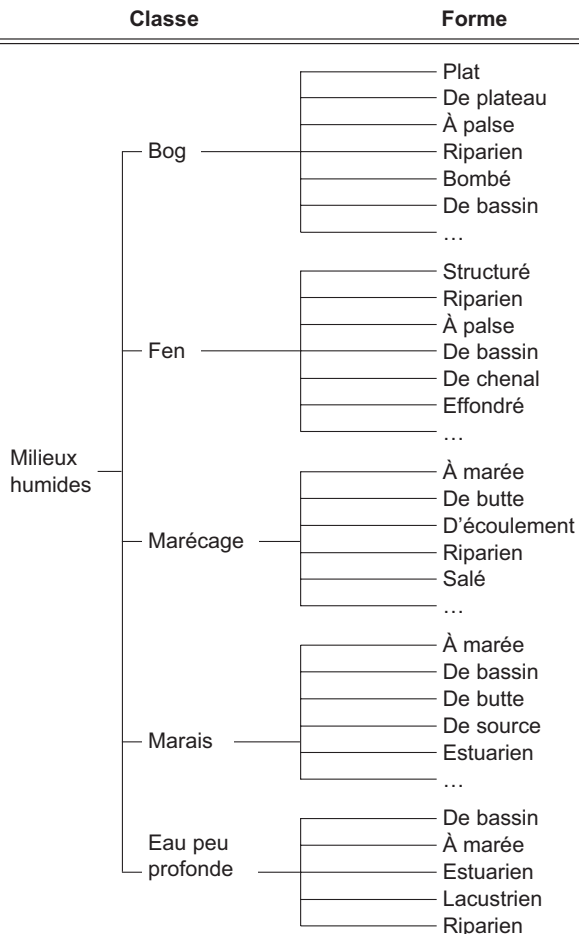 Classe Forme
Milieux
humides
Bog
Plat
De plateau
À palse
Riparien
Bombé
De bassin
…
Fen
Structuré
Riparien
À palse
De bassin
De chenal
Effondré
…
Marécage
À marée
De butte
D'écoulement
Riparien
Salé
…
Marais
À marée
De bassin
De butte
De source
Estuarien
…
Eau peu
profonde
De bassin
À marée
Estuarien
Lacustrien
Riparien